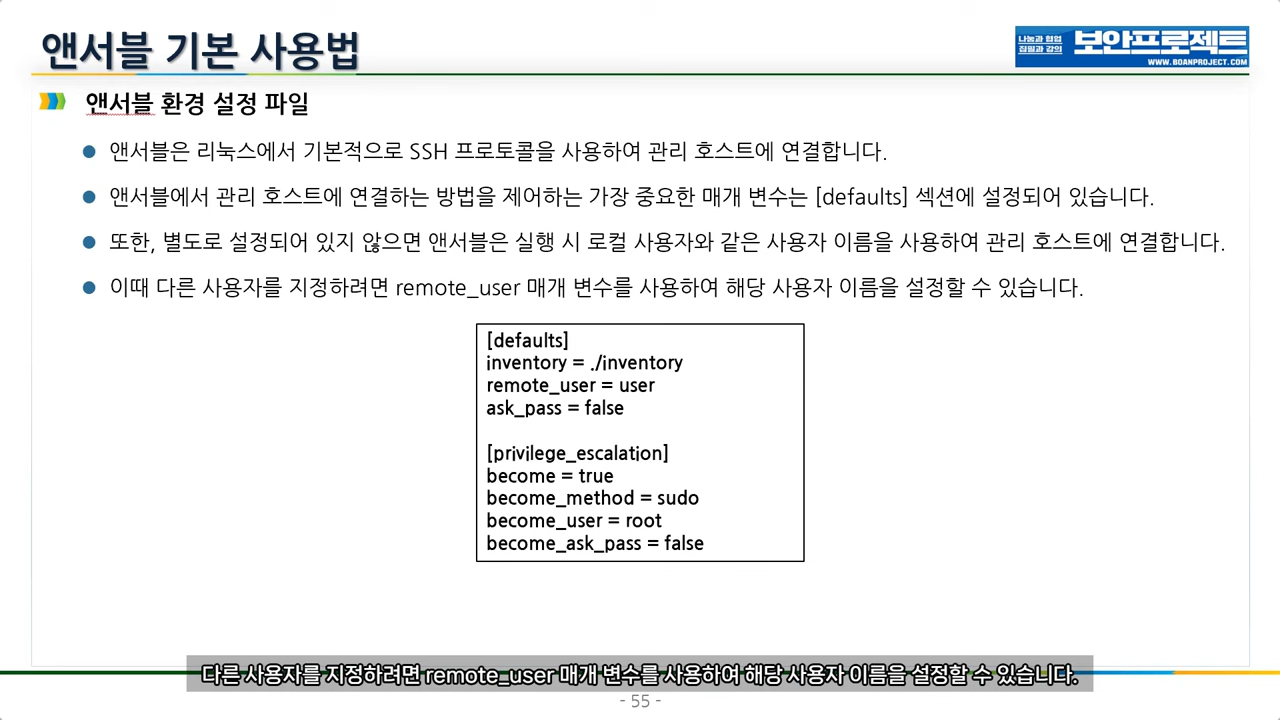 앤서블 기본 사용법
나눔과 협업
집필과 강의
보안프로젝트
WWW.BOANPROJECT.COM
앤서블 환경 설정 파일
앤서블은 리눅스에서 기본적으로 SSH 프로토콜을 사용하여 관리 호스트에 연결합니다.
앤서블에서 관리 호스트에 연결하는 방법을 제어하는 가장 중요한 매개 변수는 [defaults] 섹션에 설정되어 있습니다.
또한, 별도로 설정되어 있지 않으면 앤서블은 실행 시 로컬 사용자와 같은 사용자 이름을 사용하여 관리 호스트에 연결합니다.
이때 다른 사용자를 지정하려면 remote_user 매개 변수를 사용하여 해당 사용자 이름을 설정할 수 있습니다.
[defaults]
inventory = ./inventory
remote_user = user
ask_pass = false
[privilege_escalation]
become = true
become_method = sudo
become_user = root
become_ask_pass = false
다른 사용자를 지정하려면 remote_user 매개 변수를 사용하여 해당 사용자 이름을 설정할 수 있습니다.
- 55 -